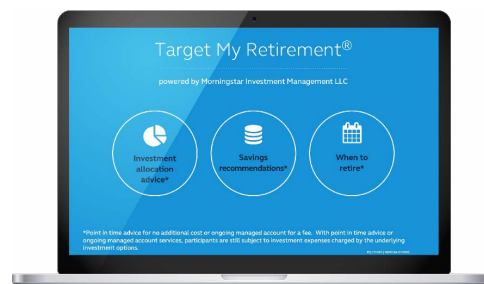 Target My Retirement®
powered by Morningstar Investment Management LLC
Investment
allocation
advice*
Savings
recommendations*
When to
retire*
*Point in time advice for no additional cost or ongoing managed account for a fee. With point in time advice or
ongoing managed account services, participants are still subject to investment expenses charged by the underlying
investment options.